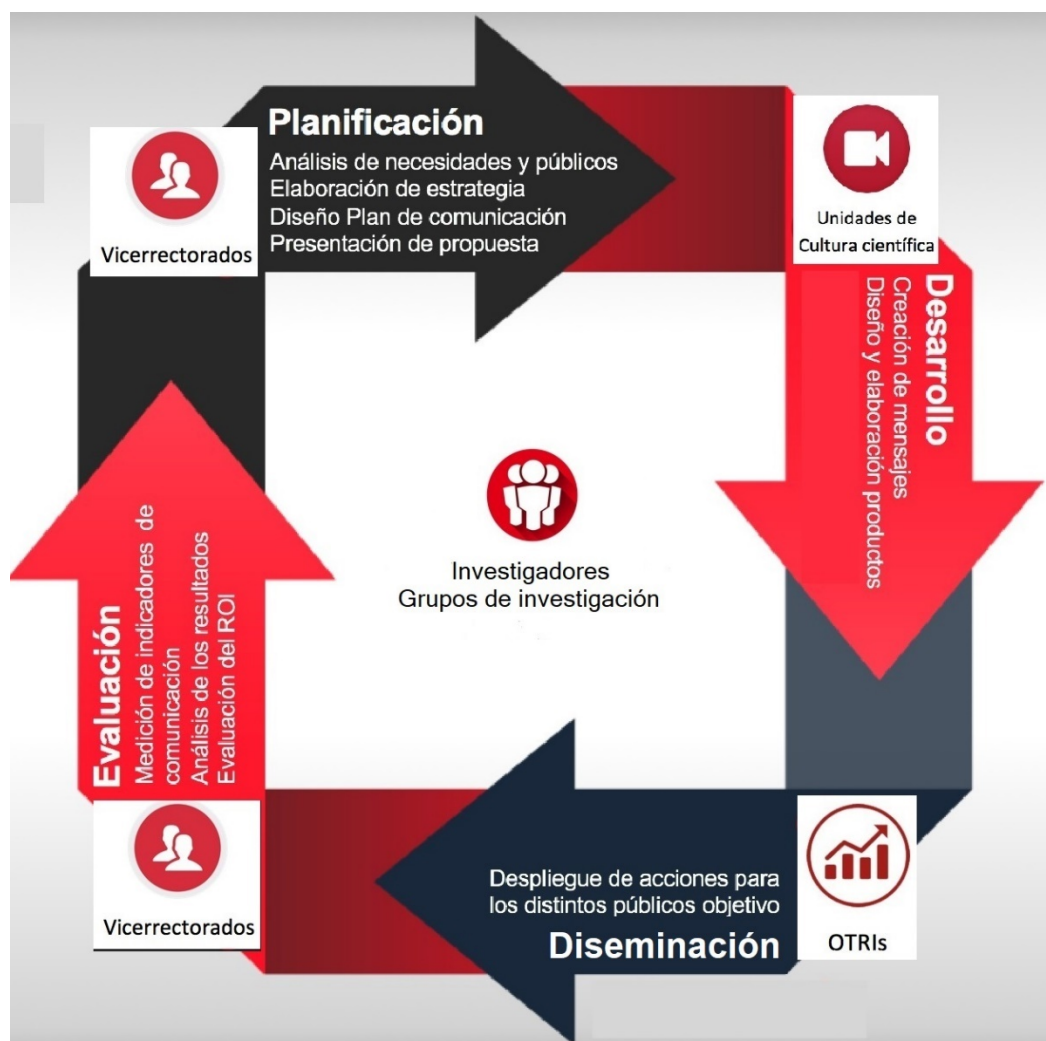 Planificación
Análisis de necesidades y públicos
Elaboración de estrategia
Diseño Plan de comunicación
Presentación de propuesta
Vicerrectorados
Unidades de
Cultura científica
Desarrollo
Creación de mensajes
Diseño y elaboración productos
Investigadores
Grupos de investigación
Evaluación
Medición de indicadores de
comunicación
Análisis de los resultados
Evaluación del ROI
Vicerrectorados
Despliegue de acciones para
los distintos públicos objetivo
Diseminación
OTRIs